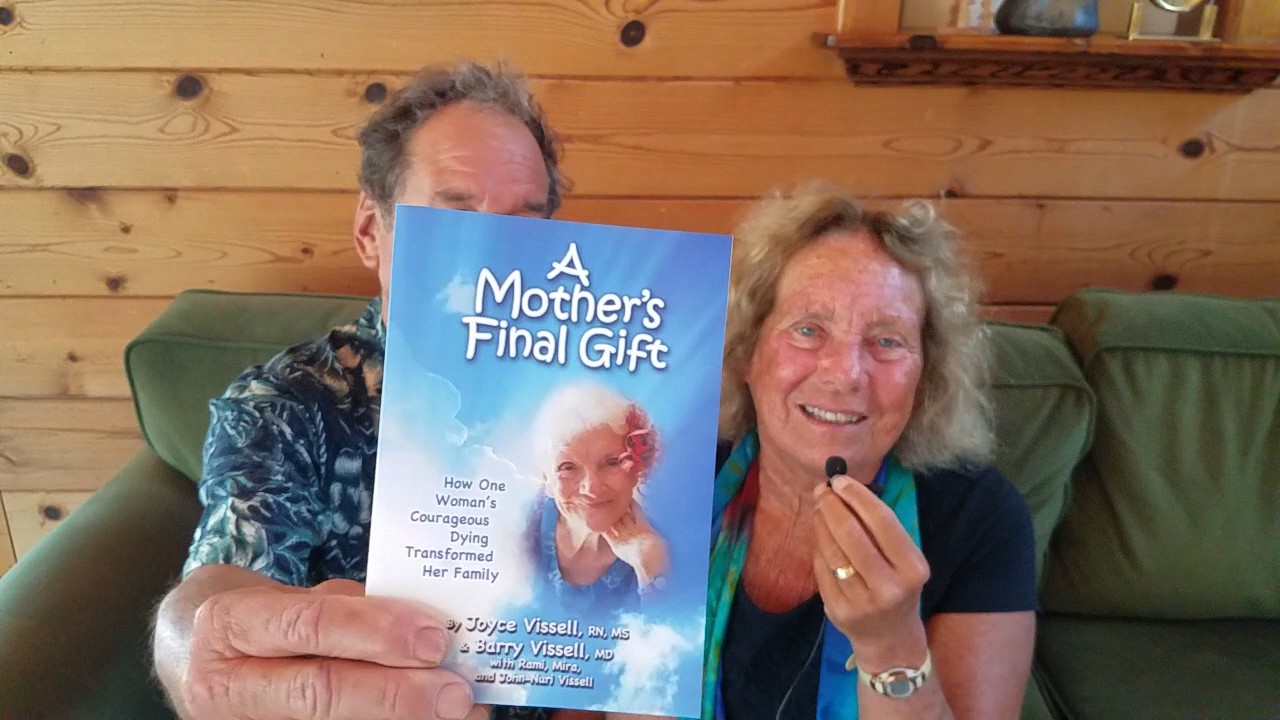 A
Mother's
Final Gift
How One
Woman's
Courageous
Dying
Transformed
Her Family
By Joyce Vissell, RN, MS
& Barry Vissell, MD
with Rami, Mira,
and John-Nuri Vissell